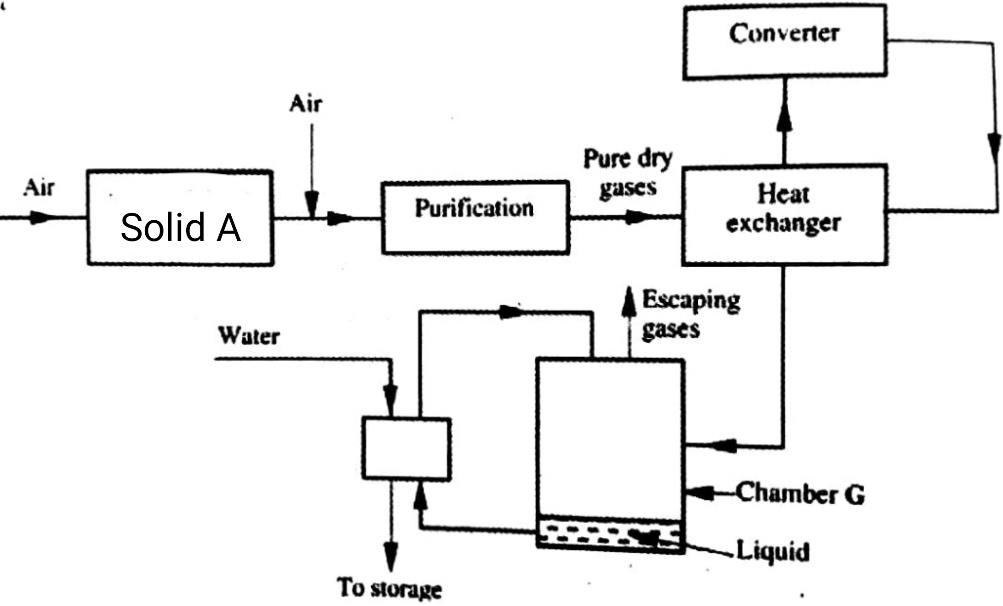 Converter
Air
Pure dry
gases
Air
Solid A
Purification
Heat
exchanger
Escaping
gases
Water
Chamber G
Liquid
To storage